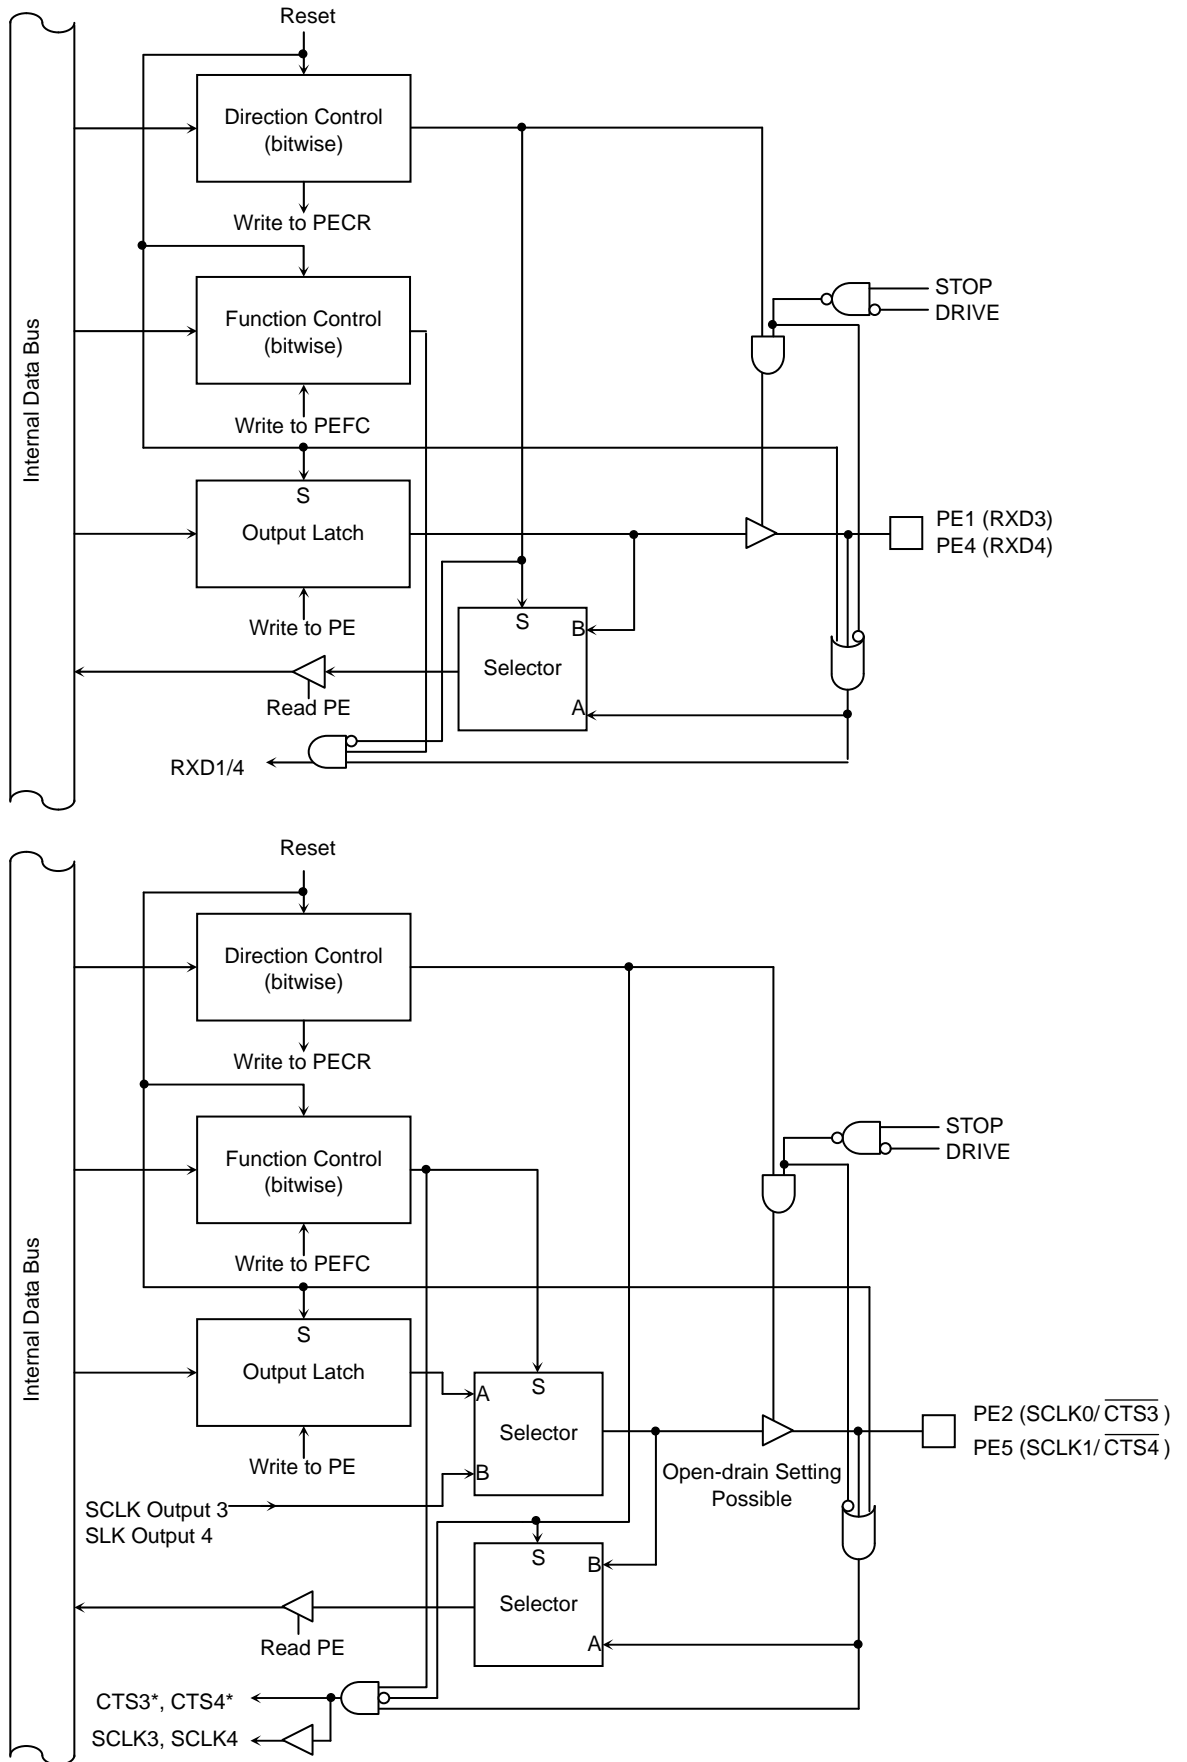 Reset
Direction Control
(bitwise)
Write to PECR
Internal Data Bus
Function Control
(bitwise)
STOP
DRIVE
Write to PEFC
S
Output Latch
PE1 (RXD3)
PE4 (RXD4)
Write to PE
S
B
Selector
A
Read PE
RXD1/4
Reset
Direction Control
(bitwise)
Write to PECR
Internal Data Bus
Function Control
(bitwise)
STOP
DRIVE
Write to PEFC
S
Output Latch
A
S
Selector
B
PE2 (SCLK0/ CTS3 )
PE5 (SCLK1/ CTS4 )
Write to PE
Open-drain Setting
Possible
SCLK Output 3
SLK Output 4
S
B
Selector
A
Read PE
CTS3*, CTS4*
SCLK3, SCLK4